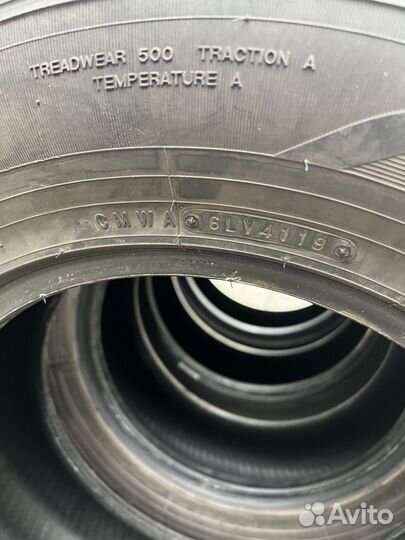 TREADWEAR 500 TRACTION A
TEMPERATURE A
CMWA 6LV4119
Avito